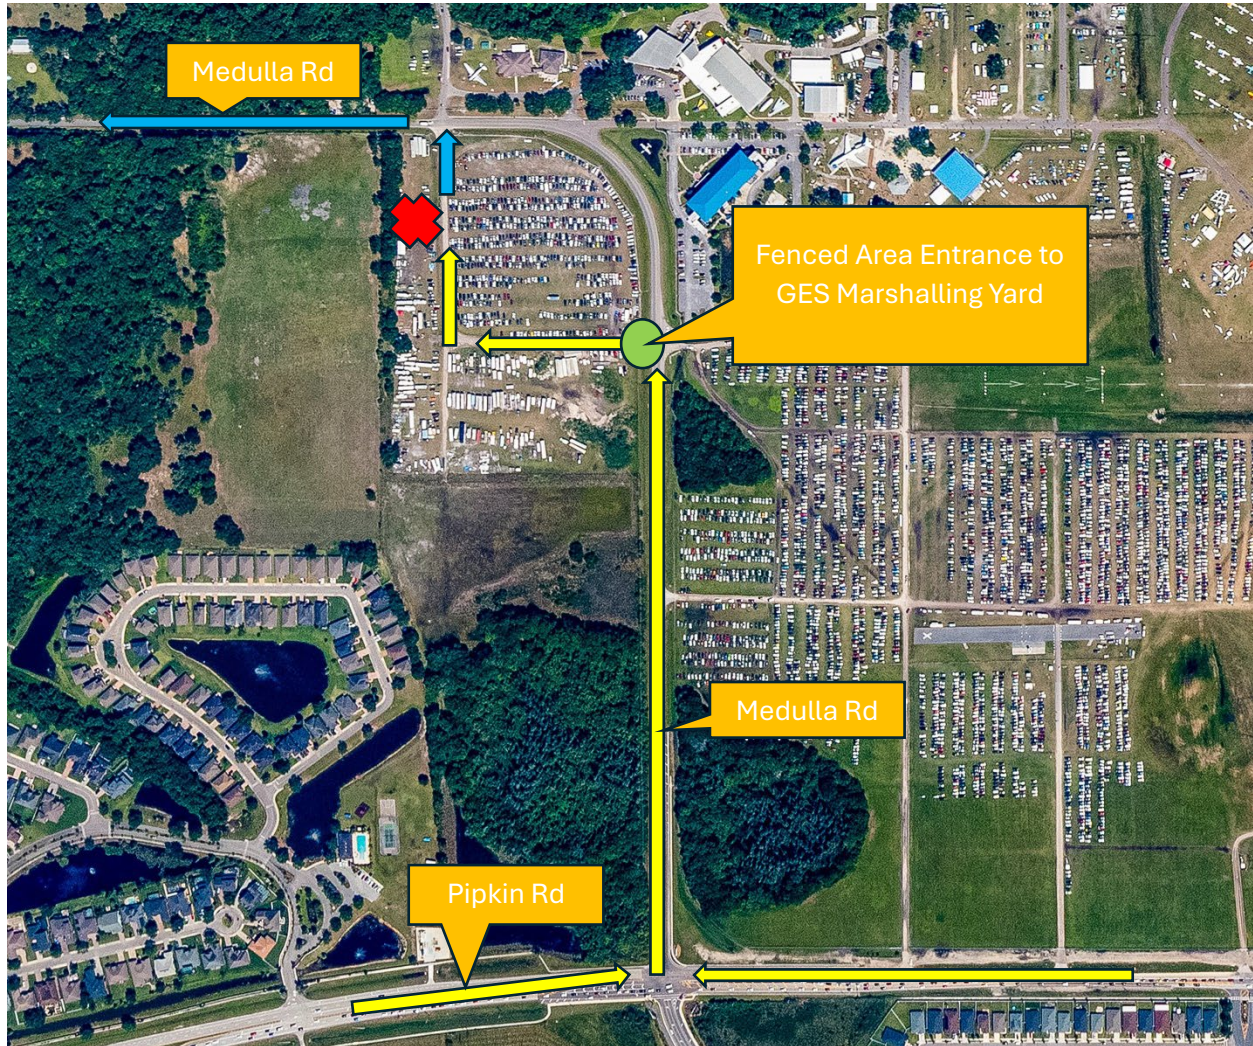 Medulla Rd
Fenced Area Entrance to
GES Marshalling Yard
Medulla Rd
Pipkin Rd